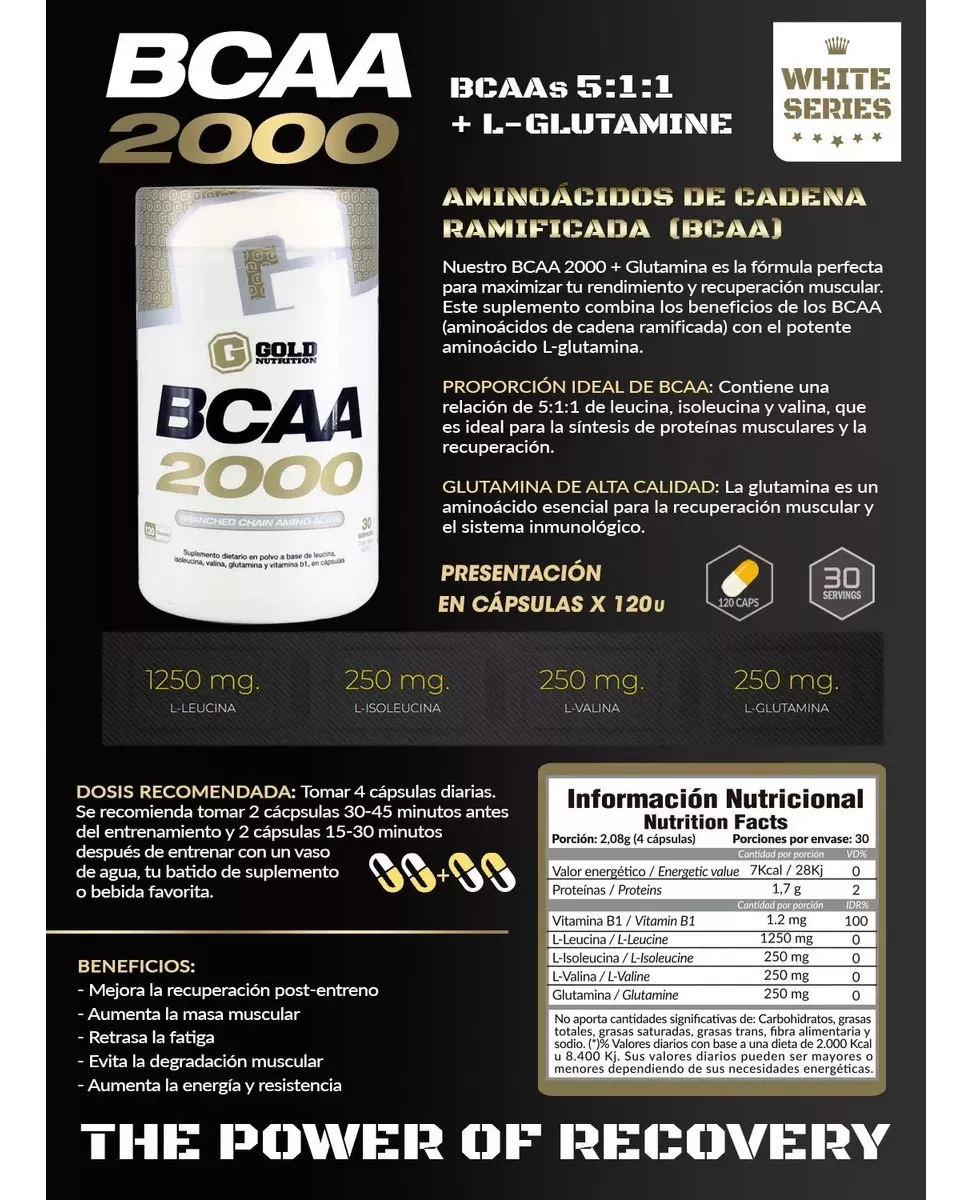 BCAA
2000
BCAAs 5:1:1
+ L-GLUTAMINE
WHITE
SERIES
AMINOÁCIDOS DE CADENA
RAMIFICADA (BCAA)
Nuestro BCAA 2000 + Glutamina es la fórmula perfecta
para maximizar tu rendimiento y recuperación muscular.
Este suplemento combina los beneficios de los BCAA
(aminoácidos de cadena ramificada) con el potente
aminoácido L-glutamina.
PROPORCIÓN IDEAL DE BCAA: Contiene una
relación de 5:1:1 de leucina, isoleucina y valina, que
es ideal para la síntesis de proteínas musculares y la
recuperación.
GLUTAMINA DE ALTA CALIDAD: La glutamina es un
aminoácido esencial para la recuperación muscular y
el sistema inmunológico.
PRESENTACIÓN
EN CÁPSULAS X 120U
120 CAPS
30
SERVINGS
G GOLD
NUTRITION
BCAA
2000
BRANCHED CHAIN AMINO ACIDS
120
30
Suplemento dietario en polvo a base de leucina,
isoleucina, valina, glutamina y vitamina b1, en cápsulas
1250 mg.
L-LEUCINA
250 mg.
L-ISOLEUCINA
250 mg.
L-VALINA
250 mg.
L-GLUTAMINA
DOSIS RECOMENDADA: Tomar 4 cápsulas diarias.
Se recomienda tomar 2 cácpsulas 30-45 minutos antes
del entrenamiento y 2 cápsulas 15-30 minutos
después de entrenar con un vaso
de agua, tu batido de suplemento
o bebida favorita.
+
BENEFICIOS:
- Mejora la recuperación post-entreno
- Aumenta la masa muscular
- Retrasa la fatiga
- Evita la degradación muscular
- Aumenta la energía y resistencia
Información Nutricional
Nutrition Facts
Porción: 2,08g (4 cápsulas) Porciones por envase: 30
Cantidad por porción VD%
Valor energético / Energetic value 7Kcal / 28Kj 0
Proteínas / Proteins 1,7 g 2
Cantidad por porción IDR%
Vitamina B1 / Vitamin B1 1.2 mg 100
L-Leucina / L-Leucine 1250 mg 0
L-Isoleucina / L-Isoleucine 250 mg 0
L-Valina / L-Valine 250 mg 0
Glutamina / Glutamine 250 mg 0
No aporta cantidades significativas de: Carbohidratos, grasas
totales, grasas saturadas, grasas trans, fibra alimentaria y
sodio. (*)% Valores diarios con base a una dieta de 2.000 Kcal
u 8.400 Kj. Sus valores diarios pueden ser mayores o
menores dependiendo de sus necesidades energéticas.
THE POWER OF RECOVERY